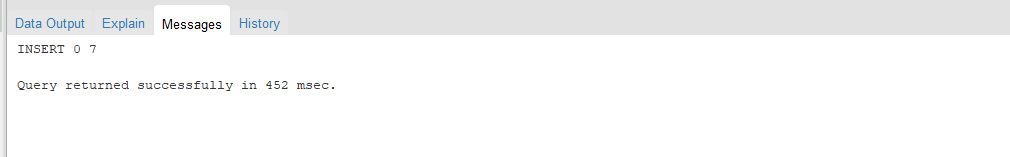 Data Output Explain Messages History
INSERT 0 7
Query returned successfully in 452 msec.